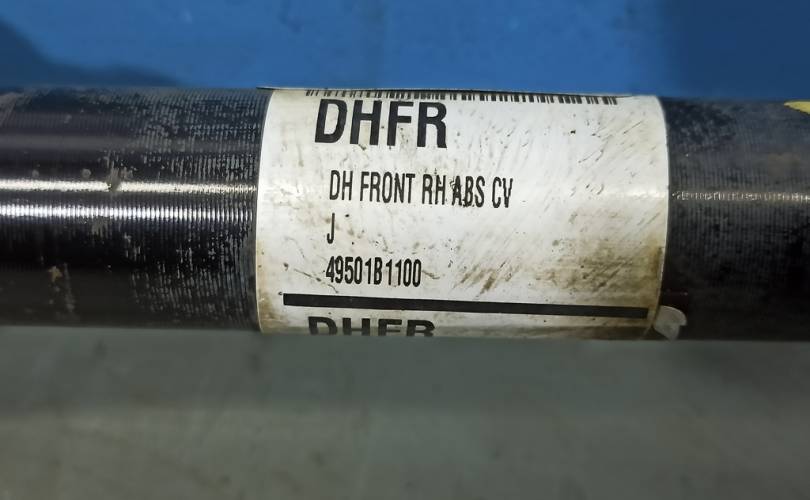 DHFR
DH FRONT RH ABS CV
J
49501B1100
DHFR